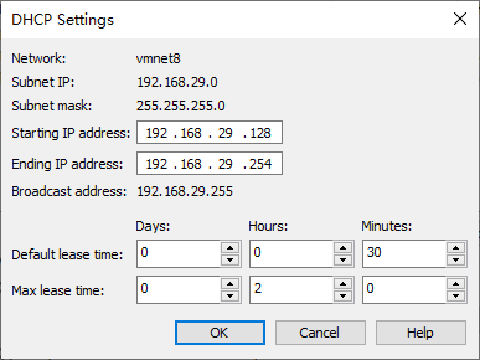 DHCP Settings
Network: vmnet8
Subnet IP: 192.168.29.0
Subnet mask: 255.255.255.0
Starting IP address: 192 .168 . 29 .128
Ending IP address: 192 .168 . 29 .254
Broadcast address: 192.168.29.255
Days: Hours: Minutes:
Default lease time: 0 0 30
Max lease time: 0 2 0
OK Cancel Help